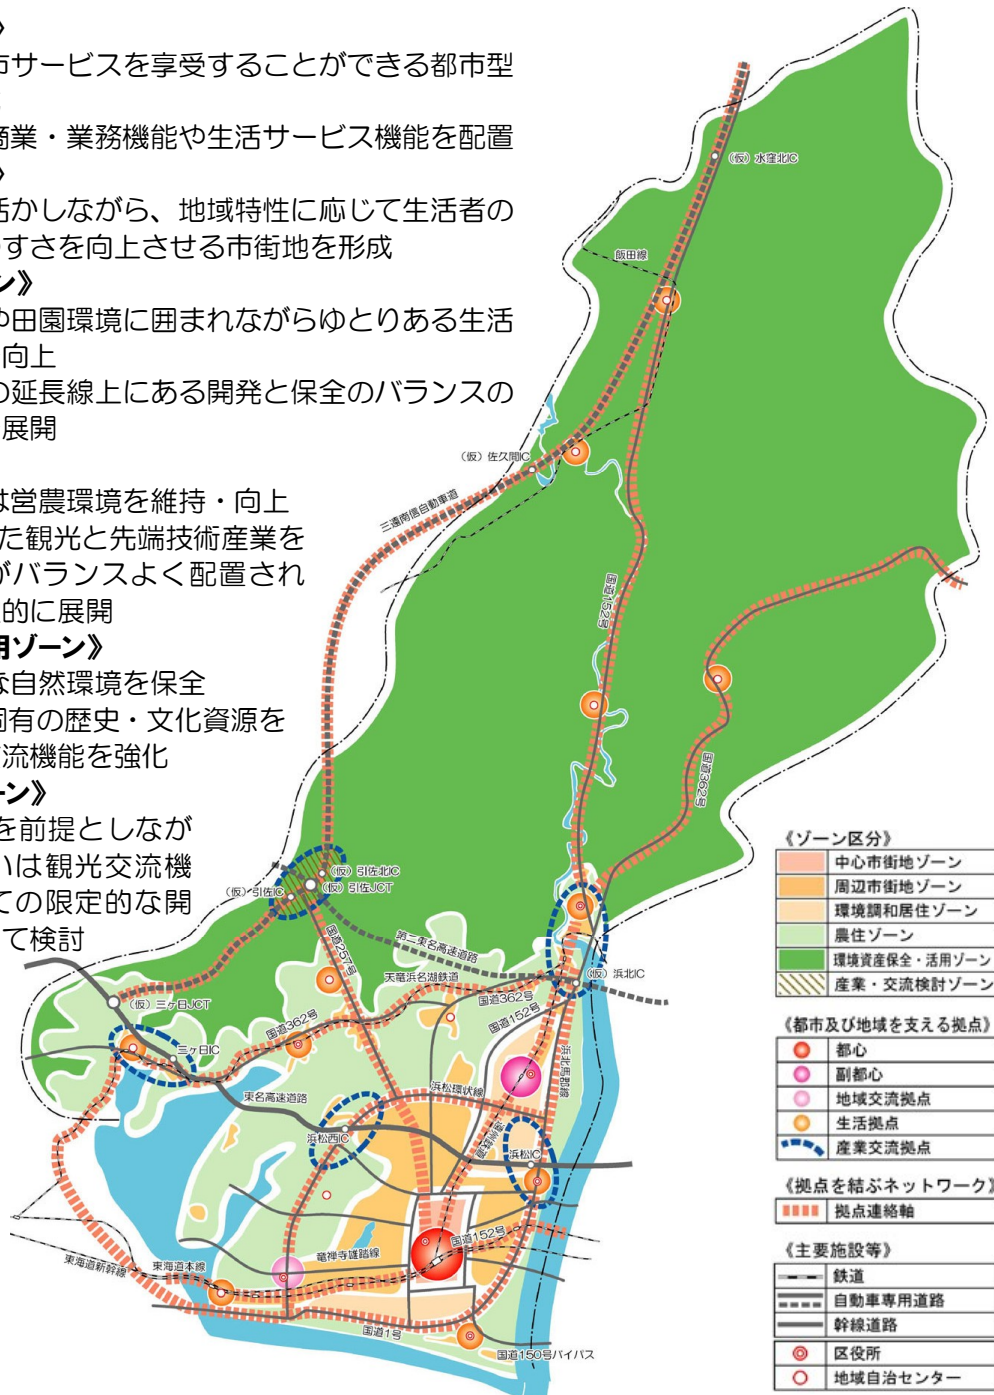 》
市サービスを享受することができる都市型
商業・業務機能や生活サービス機能を配置
》
活かしながら、地域特性に応じて生活者の
やすさを向上させる市街地を形成
ン》
や田園環境に囲まれながらゆとりある生活
向上
の延長線上にある開発と保全のバランスの
展開
は営農環境を維持・向上
た観光と先端技術産業を
がバランスよく配置され
的に展開
用ゾーン》
な自然環境を保全
固有の歴史・文化資源を
流機能を強化
ーン》
を前提としなが
いは観光交流機
ての限定的な開
て検討
(仮) 水窪北IC
飯田線
(仮) 佐久間IC
三遠南信自動車道
国道152号
国道362号
(仮) 引佐北IC
(仮) 引佐IC
(仮) 引佐JCT
国道257号
第二東名高速道路
天竜浜名湖鉄道
(仮) 浜北IC
国道362号
国道152号
(仮) 三ヶ日JCT
国道362号
三ヶ日IC
浜北馬郡線
浜松環状線
東名高速道路
遠州鉄道
浜松西IC
浜松IC
国道152号
竜禅寺雄踏線
東海道新幹線
東海道本線
国道1号
国道150号バイパス
《ゾーン区分》
中心市街地ゾーン
周辺市街地ゾーン
環境調和居住ゾーン
農住ゾーン
環境資産保全・活用ゾーン
産業・交流検討ゾーン
《都市及び地域を支える拠点》
都心
副都心
地域交流拠点
生活拠点
産業交流拠点
《拠点を結ぶネットワーク》
拠点連絡軸
《主要施設等》
鉄道
自動車専用道路
幹線道路
区役所
地域自治センター